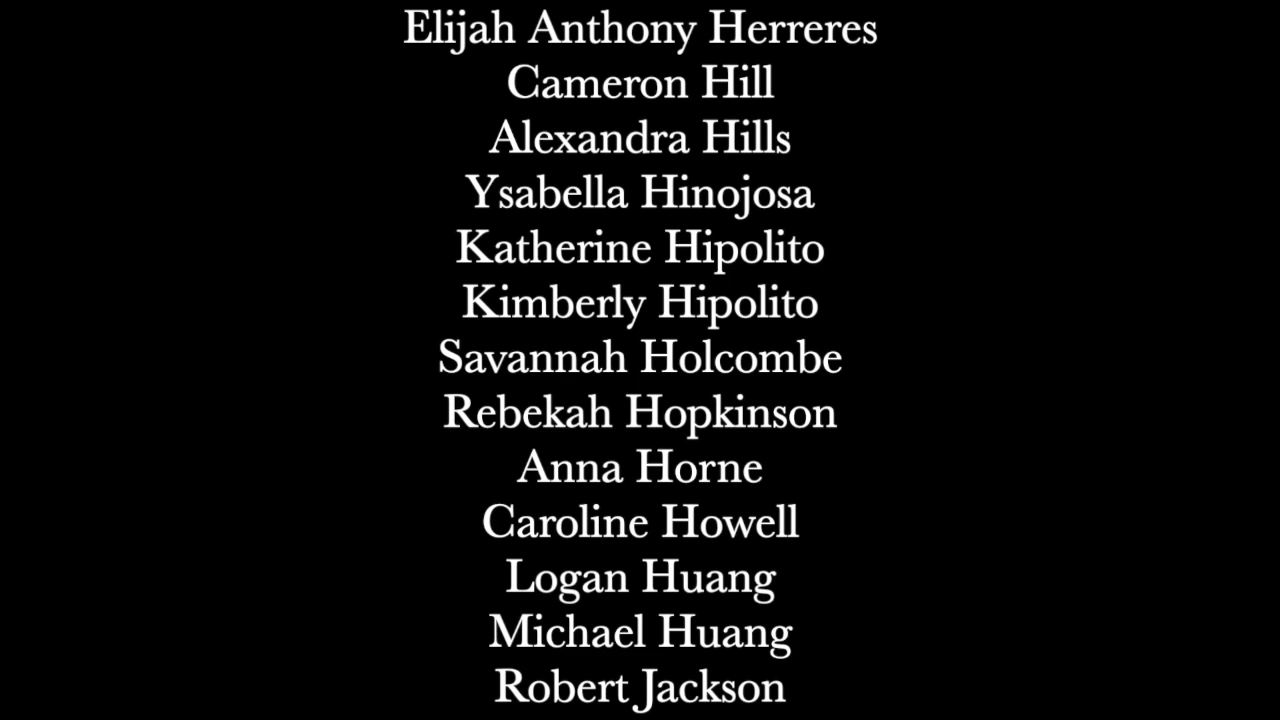 Elijah Anthony Herreres
Cameron Hill
Alexandra Hills
Ysabella Hinojosa
Katherine Hipolito
Kimberly Hipolito
Savannah Holcombe
Rebekah Hopkinson
Anna Horne
Caroline Howell
Logan Huang
Michael Huang
Robert Jackson